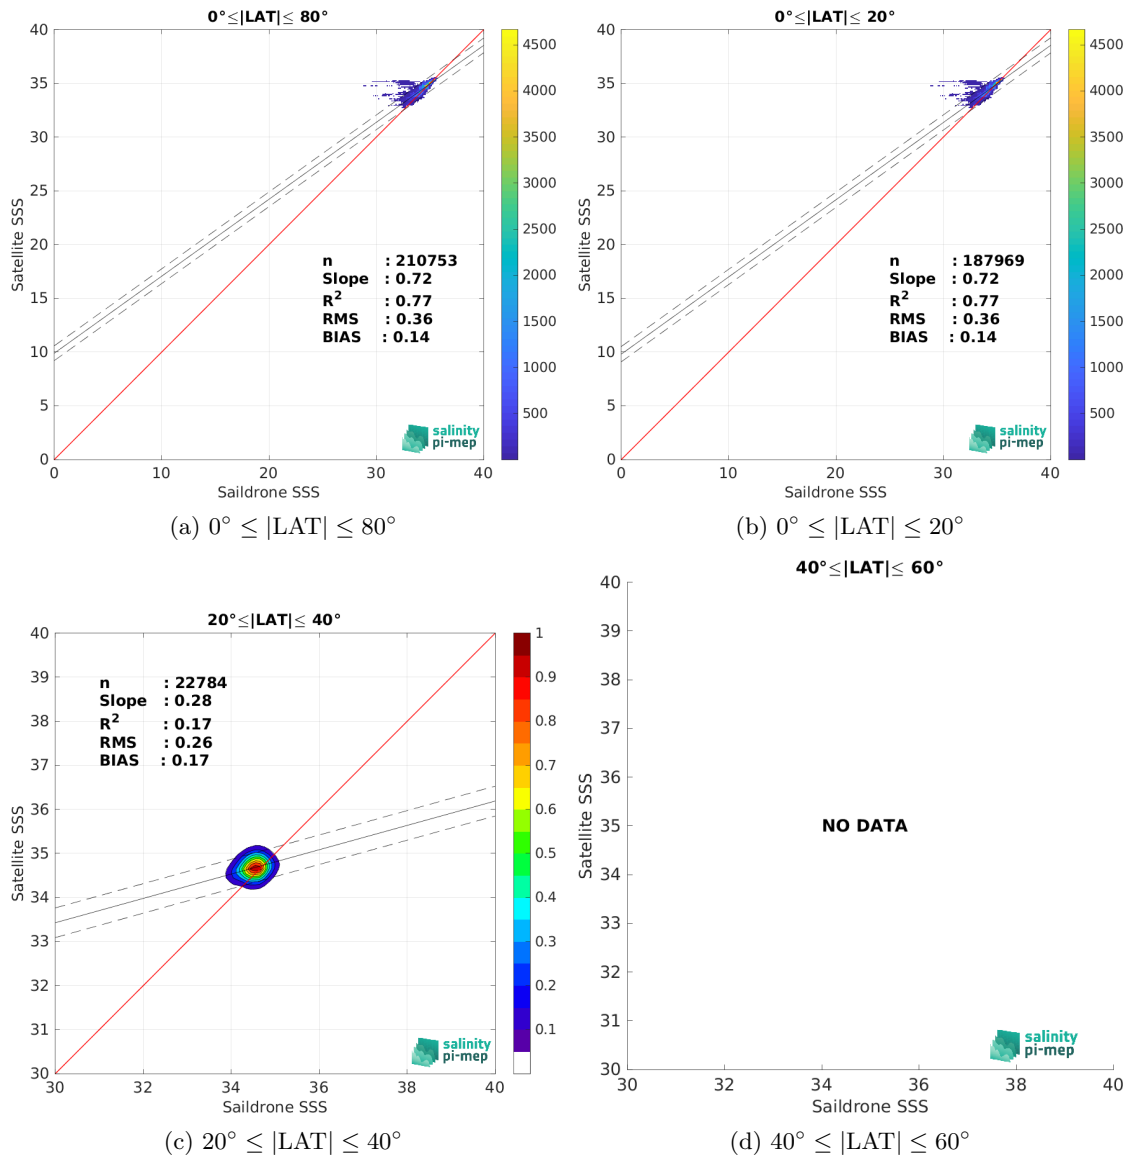 0°≤|LAT|≤ 80°
40
35
30
25
20
15
10
5
0
0
10
20
30
40
Satellite SSS
Saildrone SSS
n : 210753
Slope : 0.72
R² : 0.77
RMS : 0.36
BIAS : 0.14
salinity
pi-mep
4500
4000
3500
3000
2500
2000
1500
1000
500
(a) 0° ≤ |LAT| ≤ 80°
0°≤|LAT|≤ 20°
40
35
30
25
20
15
10
5
0
0
10
20
30
40
Satellite SSS
Saildrone SSS
n : 187969
Slope : 0.72
R² : 0.77
RMS : 0.36
BIAS : 0.14
salinity
pi-mep
4500
4000
3500
3000
2500
2000
1500
1000
500
(b) 0° ≤ |LAT| ≤ 20°
20°≤|LAT|≤ 40°
40
39
38
37
36
35
34
33
32
31
30
30
32
34
36
38
40
Satellite SSS
Saildrone SSS
n : 22784
Slope : 0.28
R² : 0.17
RMS : 0.26
BIAS : 0.17
salinity
pi-mep
1
0.9
0.8
0.7
0.6
0.5
0.4
0.3
0.2
0.1
(c) 20° ≤ |LAT| ≤ 40°
40°≤|LAT|≤ 60°
40
39
38
37
36
35
34
33
32
31
30
30
32
34
36
38
40
Satellite SSS
Saildrone SSS
NO DATA
salinity
pi-mep
(d) 40° ≤ |LAT| ≤ 60°